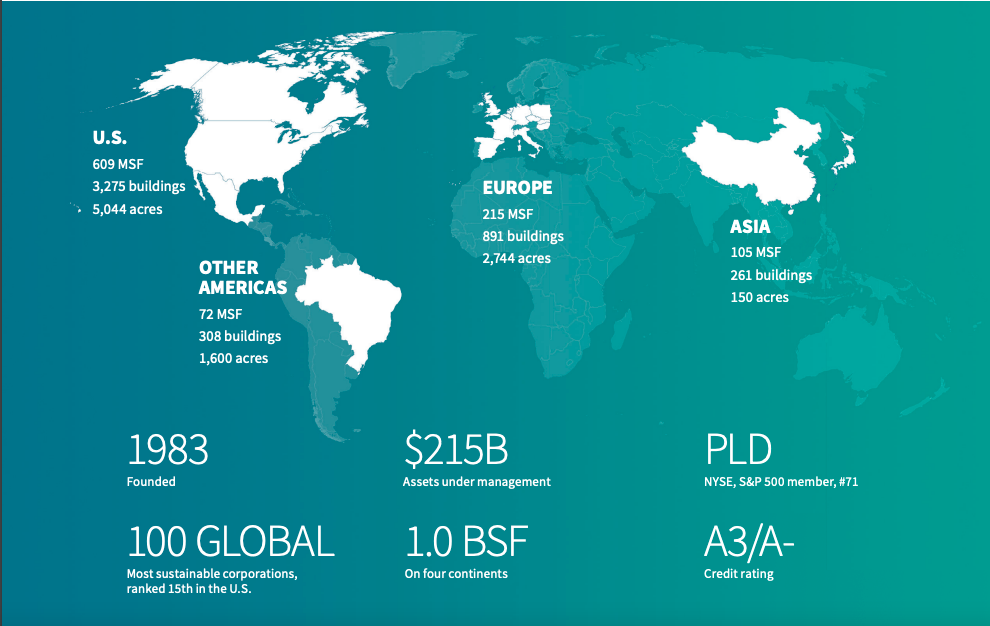 U.S.
609 MSF
3,275 buildings
5,044 acres
OTHER
AMERICAS
72 MSF
308 buildings
1,600 acres
EUROPE
215 MSF
891 buildings
2,744 acres
ASIA
105 MSF
261 buildings
150 acres
1983
Founded
$215B
Assets under management
PLD
NYSE, S&P 500 member, #71
100 GLOBAL
Most sustainable corporations,
ranked 15th in the U.S.
1.0 BSF
On four continents
A3/A-
Credit rating